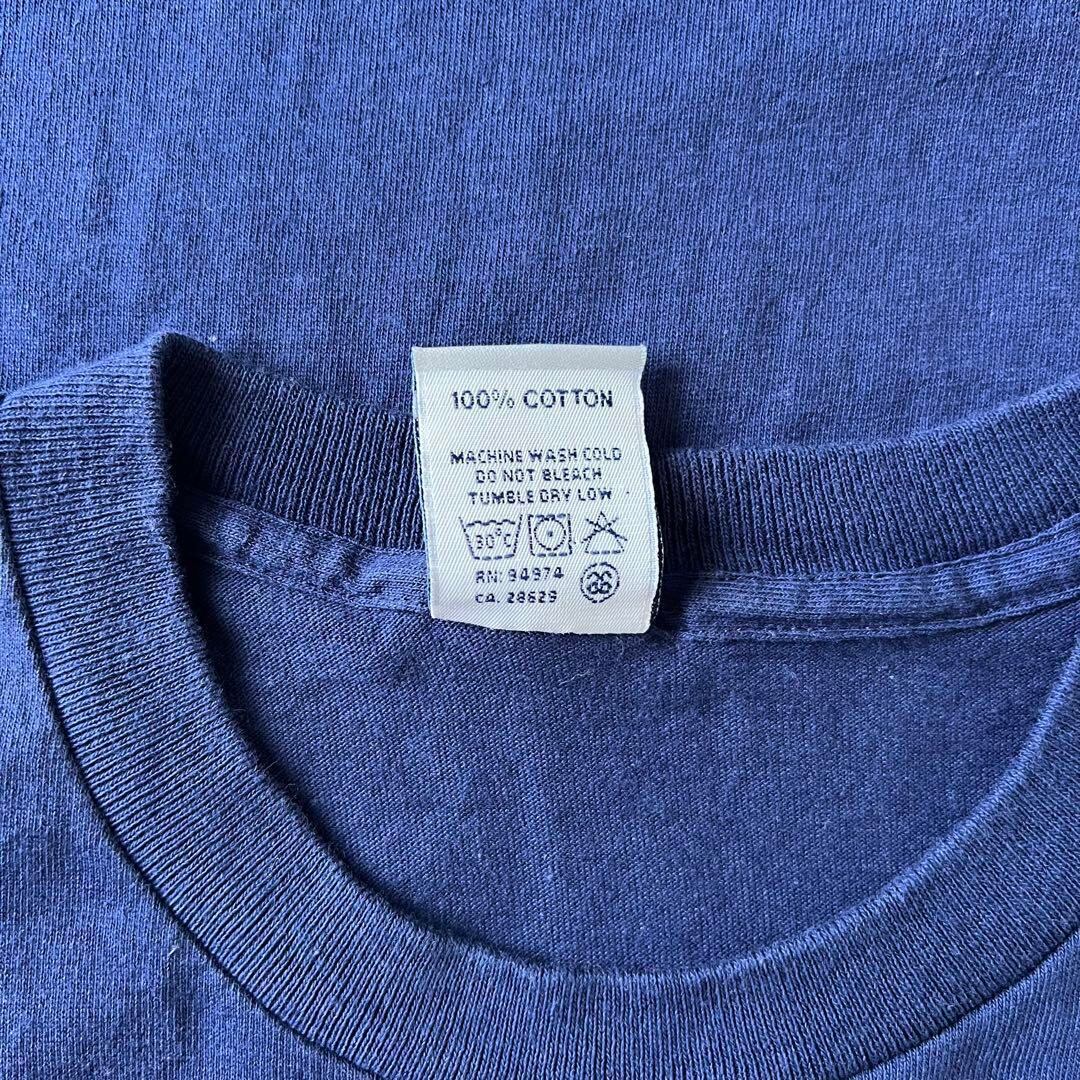 100% COTTON
MACHINE WASH COLD
DO NOT BLEACH
TUMBLE DRY LOW
30°C
RN: 94974
CA. 28629